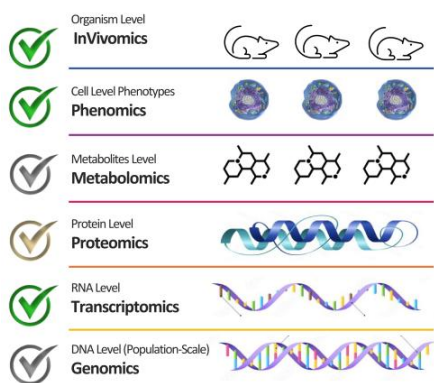 Organism Level
InVivomics
Cell Level Phenotypes
Phenomics
Metabolites Level
Metabolomics
Protein Level
Proteomics
RNA Level
Transcriptomics
DNA Level (Population-Scale)
Genomics